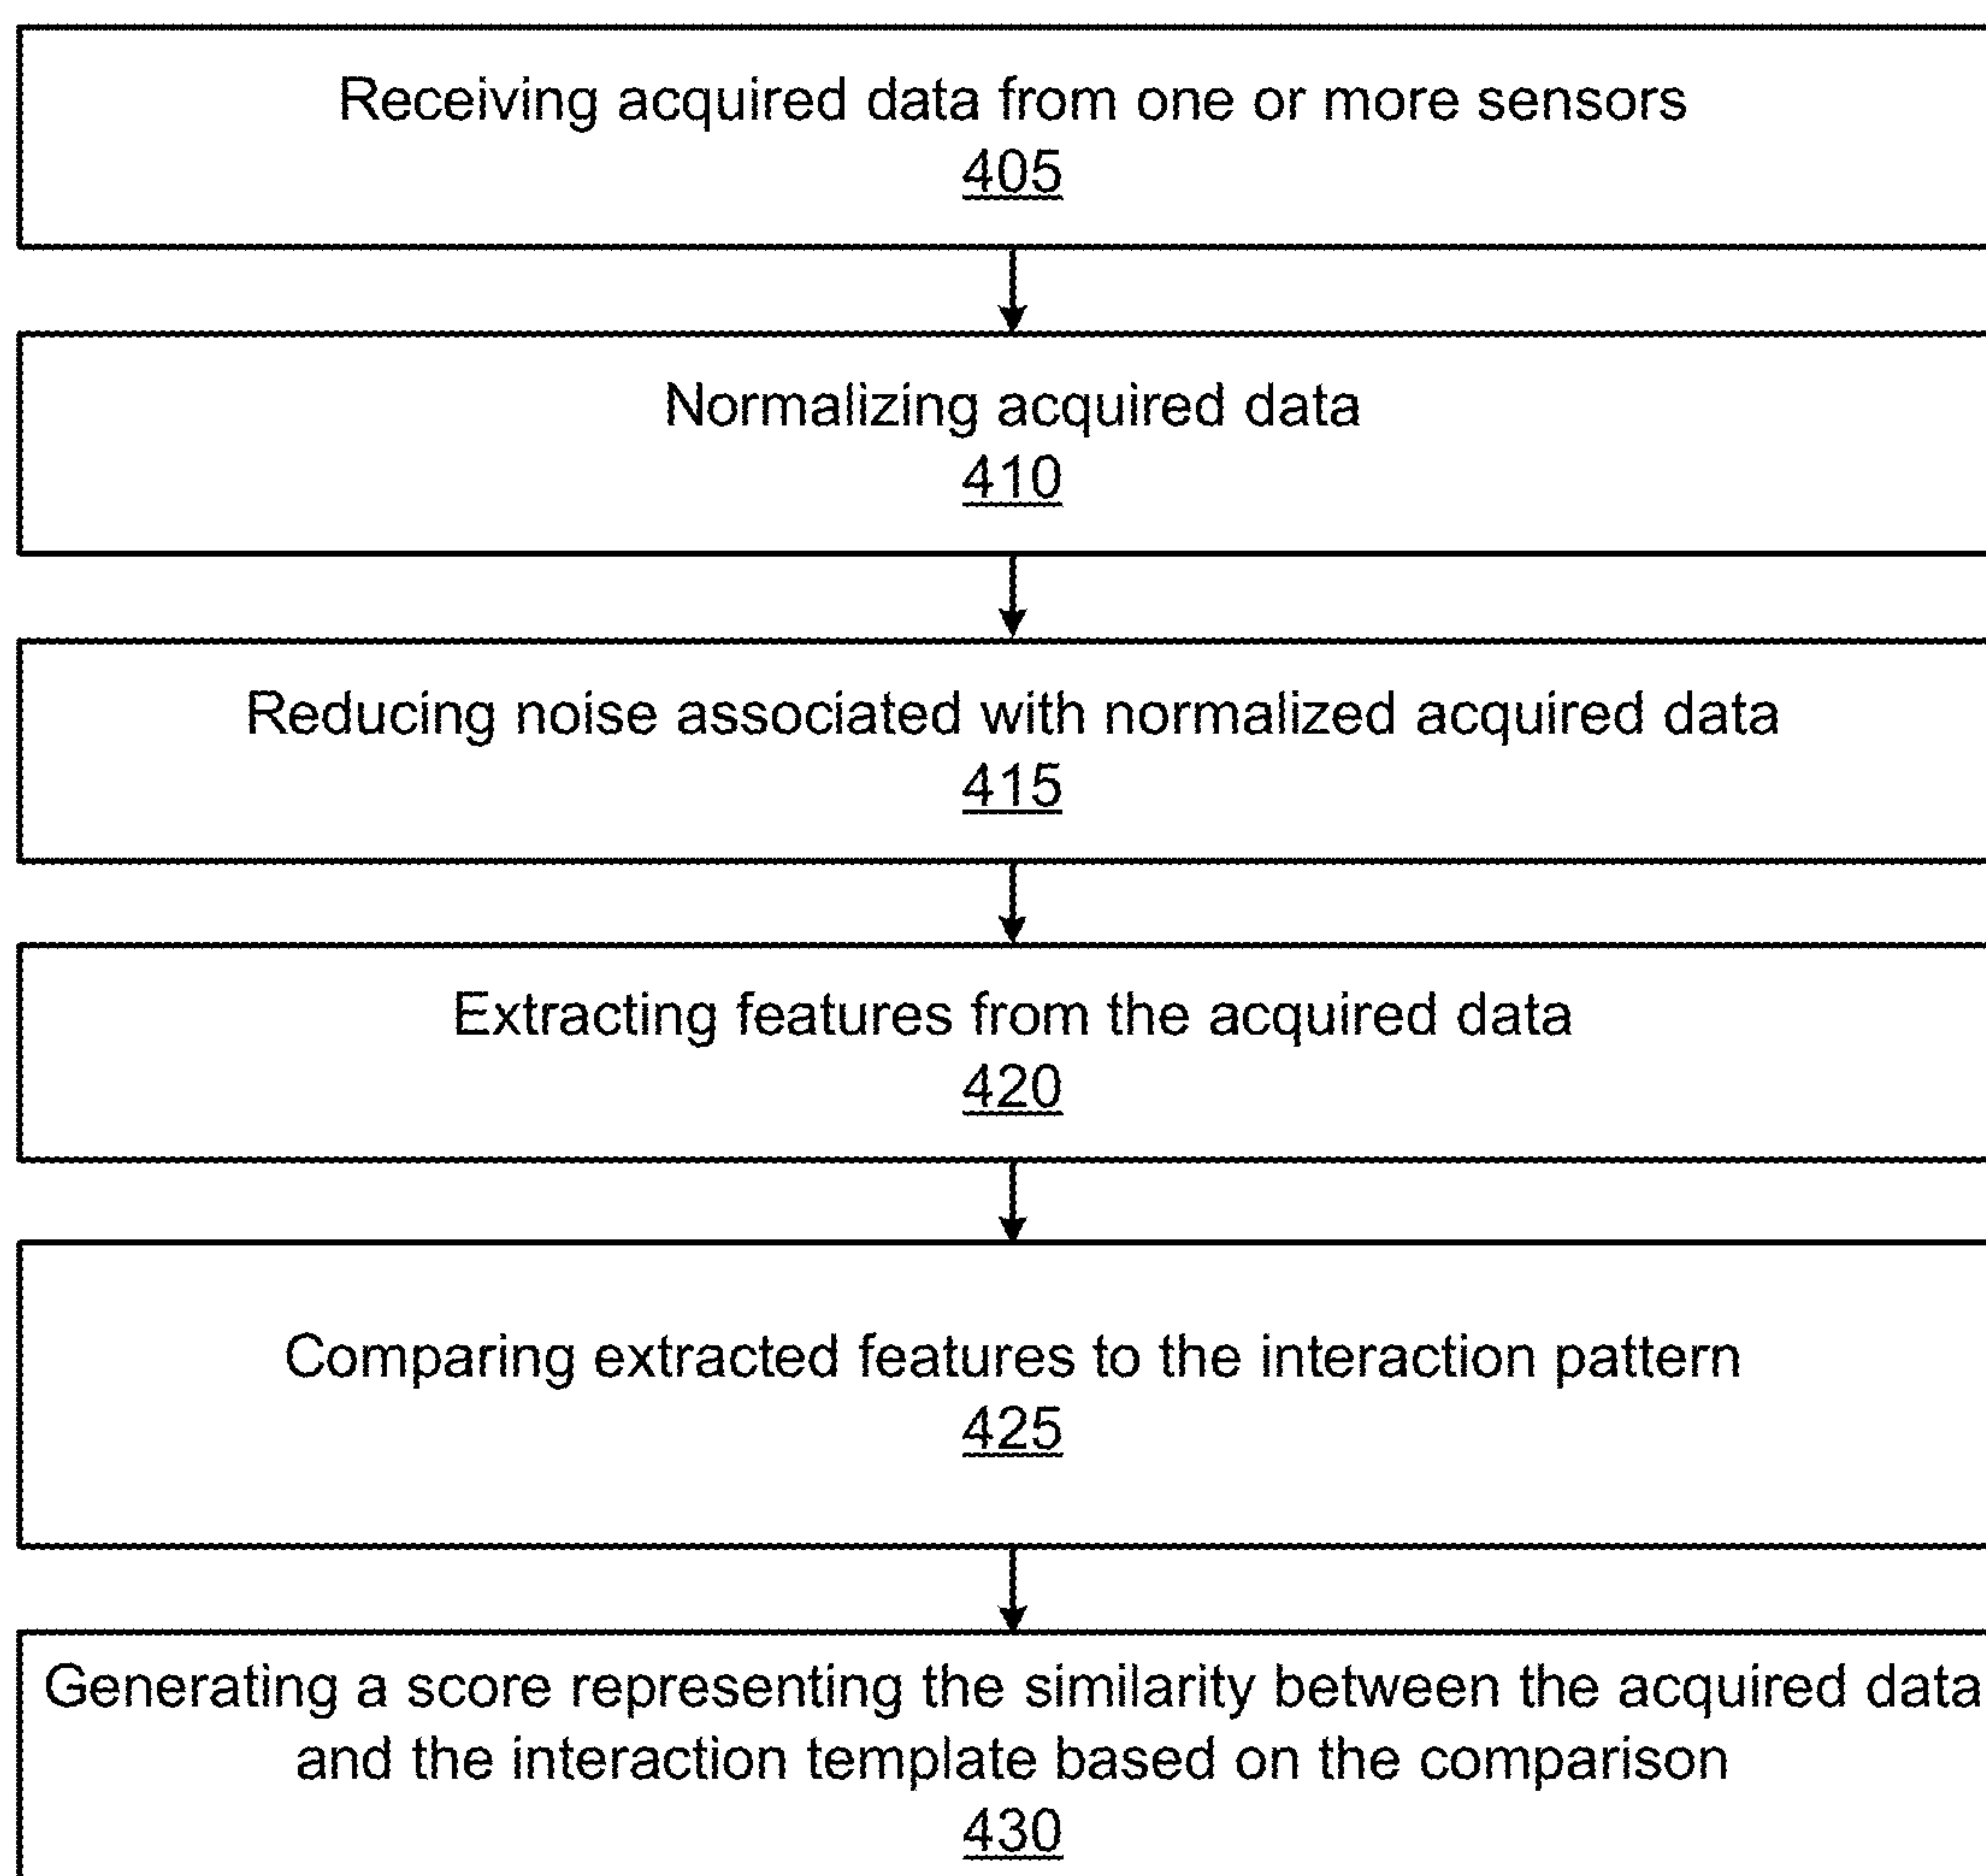 Receiving acquired data from one or more sensors
405
Normalizing acquired data
410
Reducing noise associated with normalized acquired data
415
Extracting features from the acquired data
420
Comparing extracted features to the interaction pattern
425
Generating a score representing the similarity between the acquired data
and the interaction template based on the comparison
430